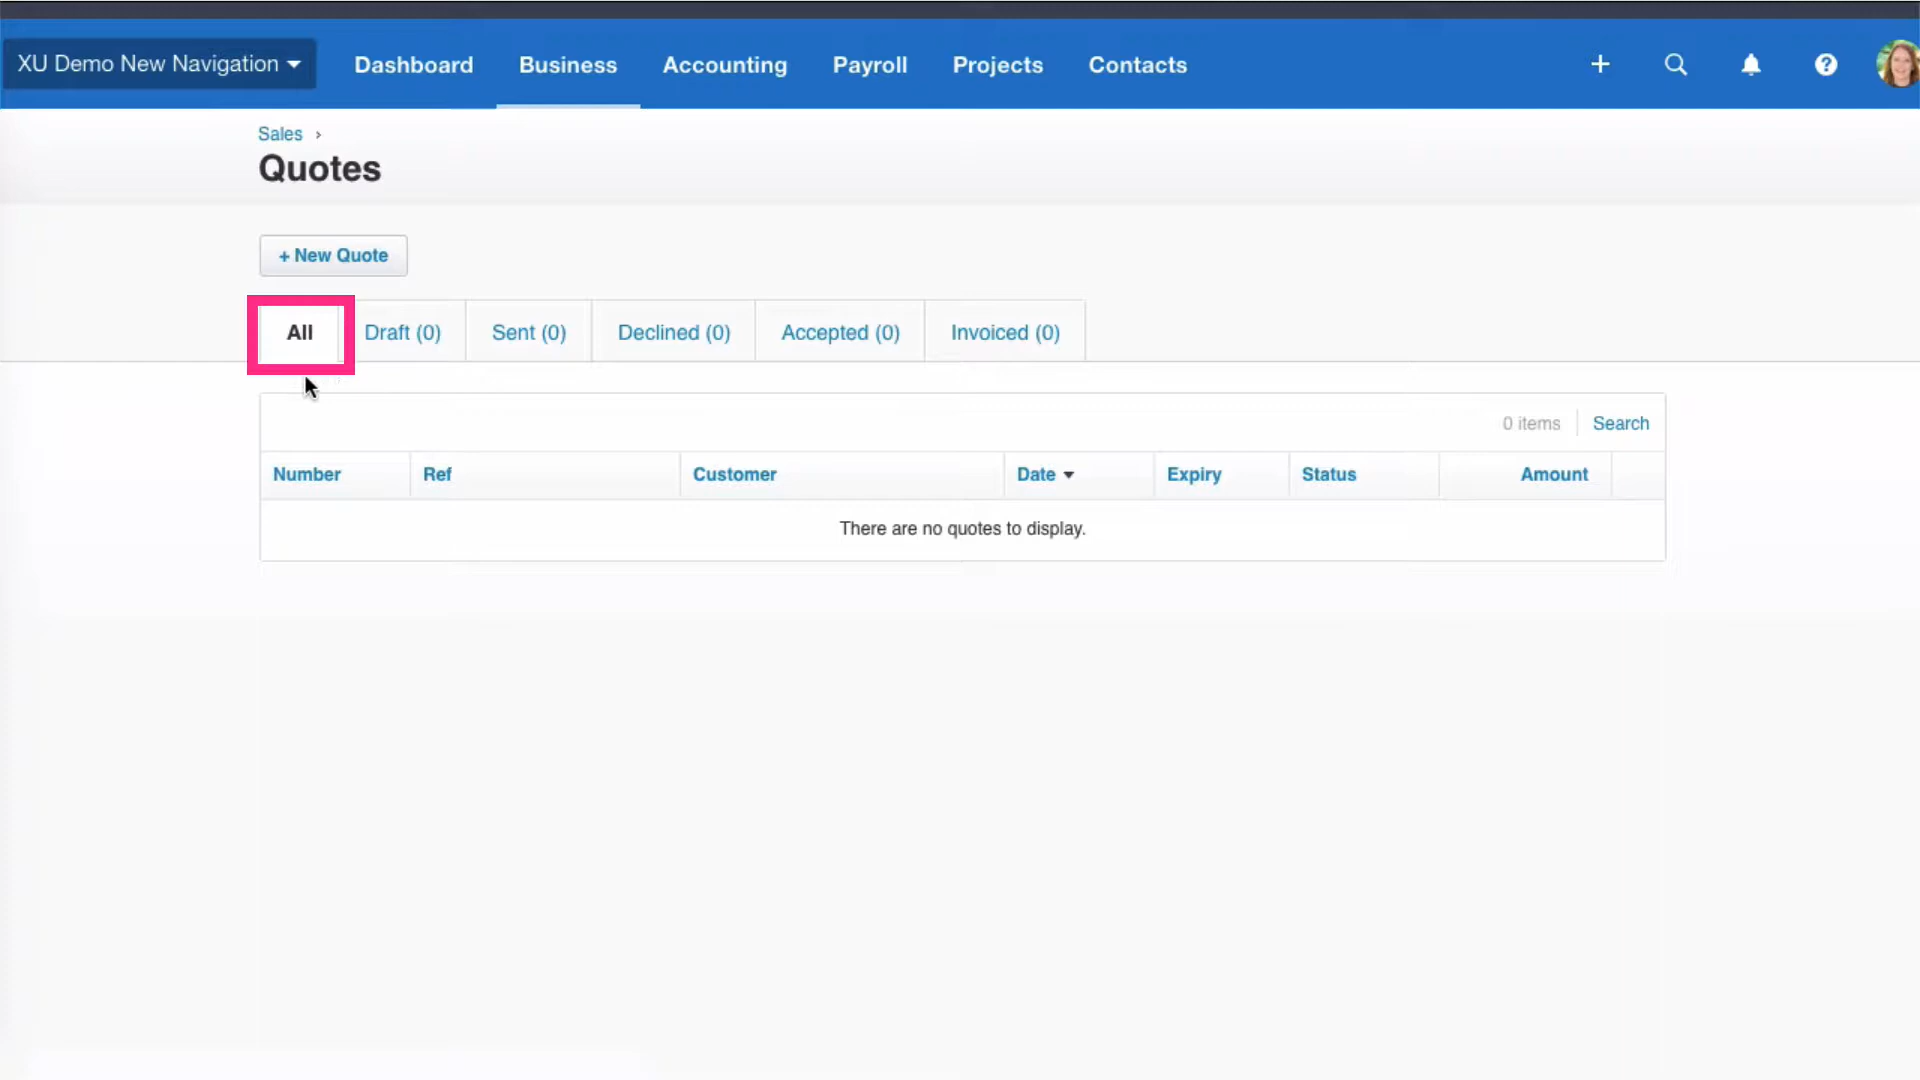 XU Demo New Navigation Dashboard Business Accounting Payroll Projects Contacts
Sales ›
Quotes
+ New Quote
All Draft (0) Sent (0) Declined (0) Accepted (0) Invoiced (0)
0 items Search
Number Ref Customer Date Expiry Status Amount
There are no quotes to display.